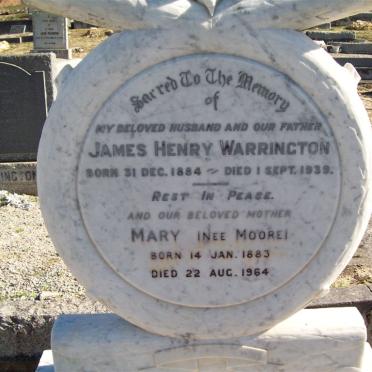 Sacred To The Memory
of
MY BELOVED HUSBAND AND OUR FATHER
JAMES HENRY WARRINGTON
BORN 31 DEC. 1884 ~ DIED 1 SEPT. 1939.
REST IN PEACE.
AND OUR BELOVED MOTHER
MARY (NEE MOORE)
BORN 14 JAN. 1883
DIED 22 AUG. 1964